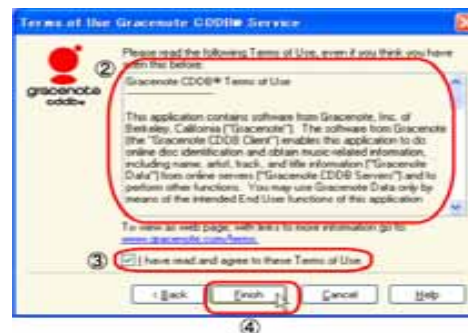 Terms of Use Gracenote CDDB® Service
Please read the following Terms of Use, even if you think you have
seen this before:
②
gracenote
cddb
Gracenote CDDB® Terms of Use
This application contains software from Gracenote, Inc. of
Berkeley, California ("Gracenote"). The software from Gracenote
(the "Gracenote CDDB Client") enables this application to do
online disc identification and obtain music-related information,
including name, artist, track, and title information ("Gracenote
Data") from online servers ("Gracenote CDDB Servers") and to
perform other functions. You may use Gracenote Data only by
means of the intended End User functions of this application
To view as web page, with links to more information go to:
www.gracenote.com/terms.
③ I have read and agree to these Terms of Use
< Back Finish Cancel Help
④